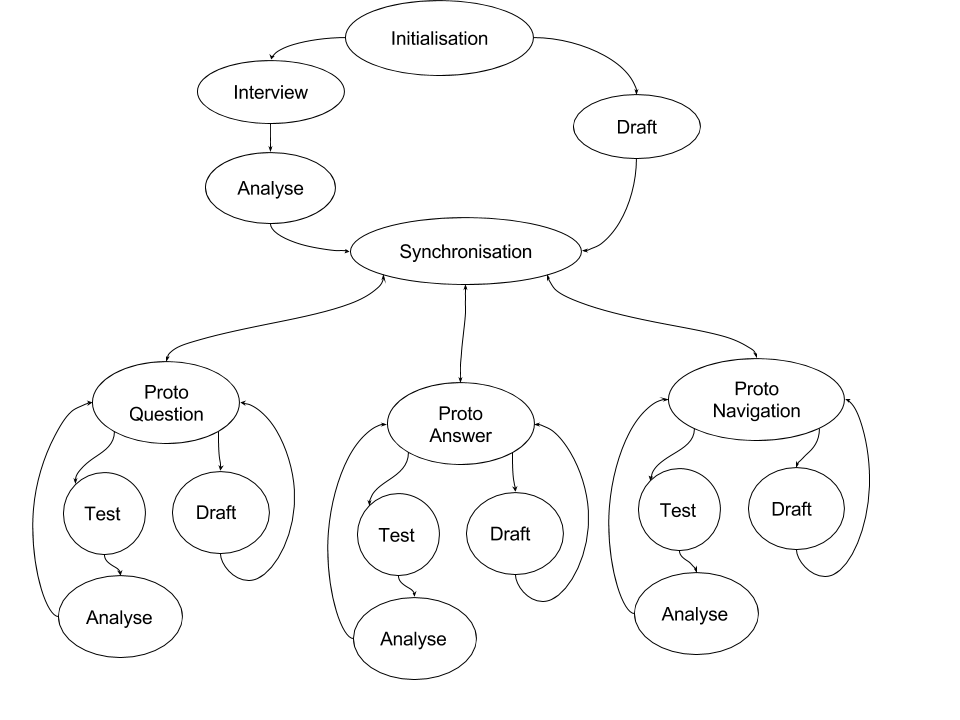 Initialisation
Interview
Draft
Analyse
Synchronisation
Proto
Question
Proto
Answer
Proto
Navigation
Test
Draft
Test
Draft
Test
Draft
Analyse
Analyse
Analyse